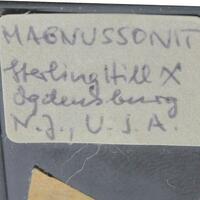 MAGNUSSONIT
Sterling Hill X
Ogdensburg
N.J., U.S.A.